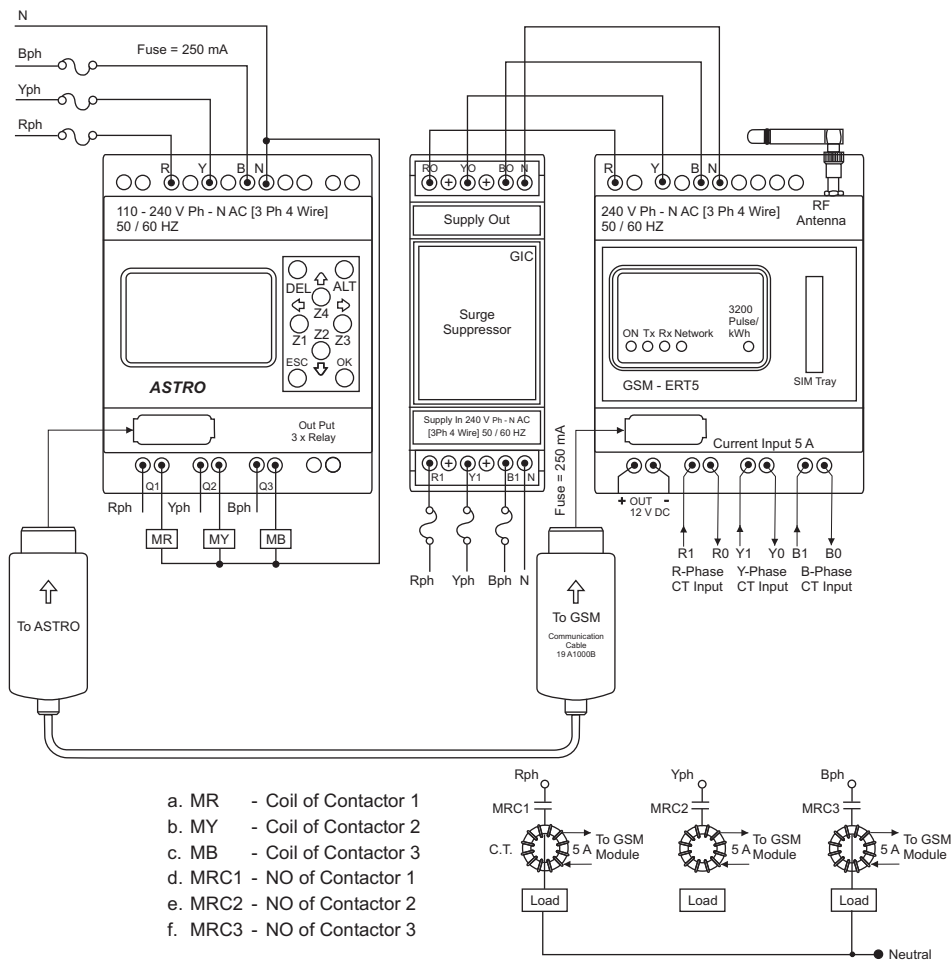 N
Bph
Fuse = 250 mA
Yph
Rph
R Y B N
RO YO BO N
R Y B N
110 - 240 V Ph - N AC [3 Ph 4 Wire]
50 / 60 HZ
Supply Out
240 V Ph - N AC [3 Ph 4 Wire]
50 / 60 HZ
RF
Antenna
DEL ALT
Z4
Z1 Z2 Z3
ESC OK
ASTRO
GIC
Surge
Suppressor
ON Tx Rx Network
3200
Pulse/
kWh
GSM - ERT5
SIM Tray
Out Put
3 x Relay
Supply In 240 V Ph - N AC
[3Ph 4 Wire] 50 / 60 HZ
Fuse = 250 mA
Current Input 5 A
Q1 Q2 Q3
Rph Yph Bph
MR MY MB
R1 Y1 B1 N
Rph Yph Bph N
+ OUT -
12 V DC
R1 R0 Y1 Y0 B1 B0
R-Phase
CT Input
Y-Phase
CT Input
B-Phase
CT Input
To ASTRO
To GSM
Communication
Cable
19 A1000B
a. MR - Coil of Contactor 1
b. MY - Coil of Contactor 2
c. MB - Coil of Contactor 3
d. MRC1 - NO of Contactor 1
e. MRC2 - NO of Contactor 2
f. MRC3 - NO of Contactor 3
Rph Yph Bph
MRC1 MRC2 MRC3
C.T.
5 A
To GSM
Module
5 A
To GSM
Module
5 A
To GSM
Module
Load Load Load
Neutral